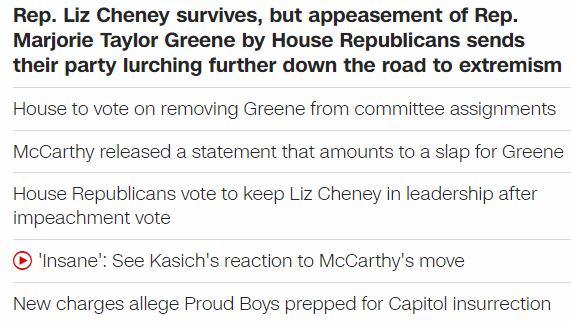 Rep. Liz Cheney survives, but appeasement of Rep.
Marjorie Taylor Greene by House Republicans sends
their party lurching further down the road to extremism
House to vote on removing Greene from committee assignments
McCarthy released a statement that amounts to a slap for Greene
House Republicans vote to keep Liz Cheney in leadership after
impeachment vote
'Insane': See Kasich's reaction to McCarthy's move
New charges allege Proud Boys prepped for Capitol insurrection